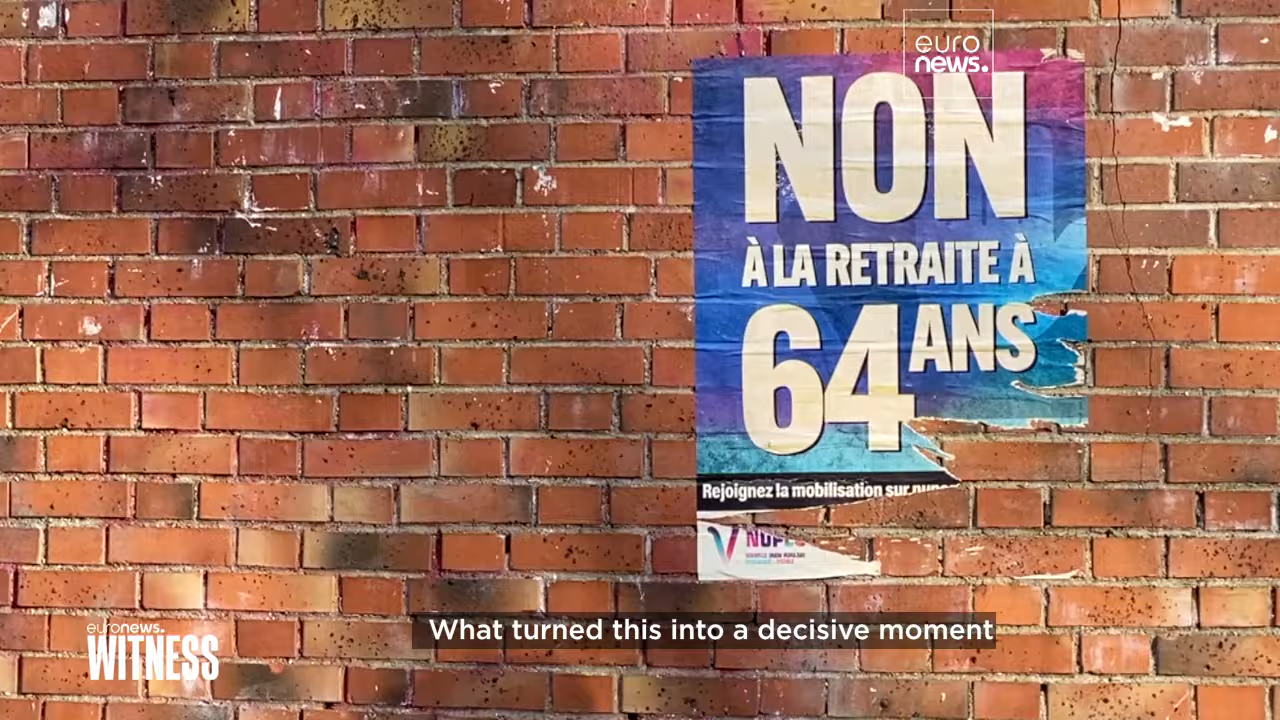 euro
news.
NON
À LA RETRAITE À
64 ANS
Rejoignez la mobilisation sur
NUPES
euronews.
WITNESS
What turned this into a decisive moment